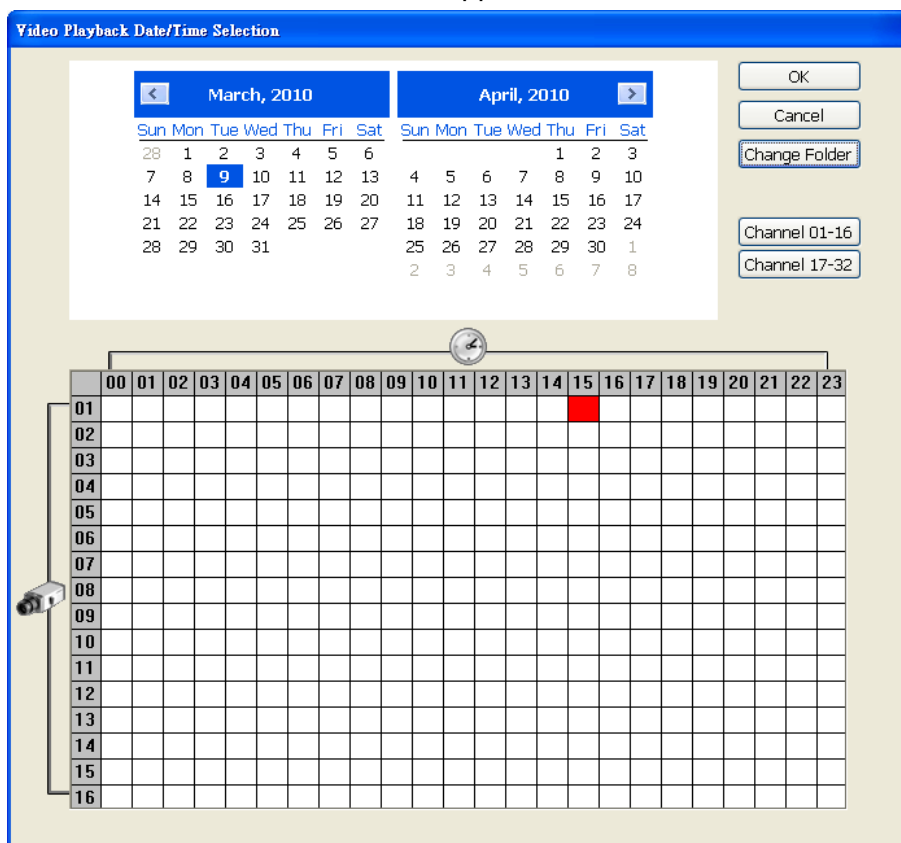 Video Playback Date/Time Selection
March, 2010 April, 2010
Sun Mon Tue Wed Thu Fri Sat Sun Mon Tue Wed Thu Fri Sat
28 1 2 3 4 5 6 1 2 3
7 8 9 10 11 12 13 4 5 6 7 8 9 10
14 15 16 17 18 19 20 11 12 13 14 15 16 17
21 22 23 24 25 26 27 18 19 20 21 22 23 24
28 29 30 31 25 26 27 28 29 30 1
2 3 4 5 6 7 8
OK
Cancel
Change Folder
Channel 01-16
Channel 17-32
00 01 02 03 04 05 06 07 08 09 10 11 12 13 14 15 16 17 18 19 20 21 22 23
01
02
03
04
05
06
07
08
09
10
11
12
13
14
15
16